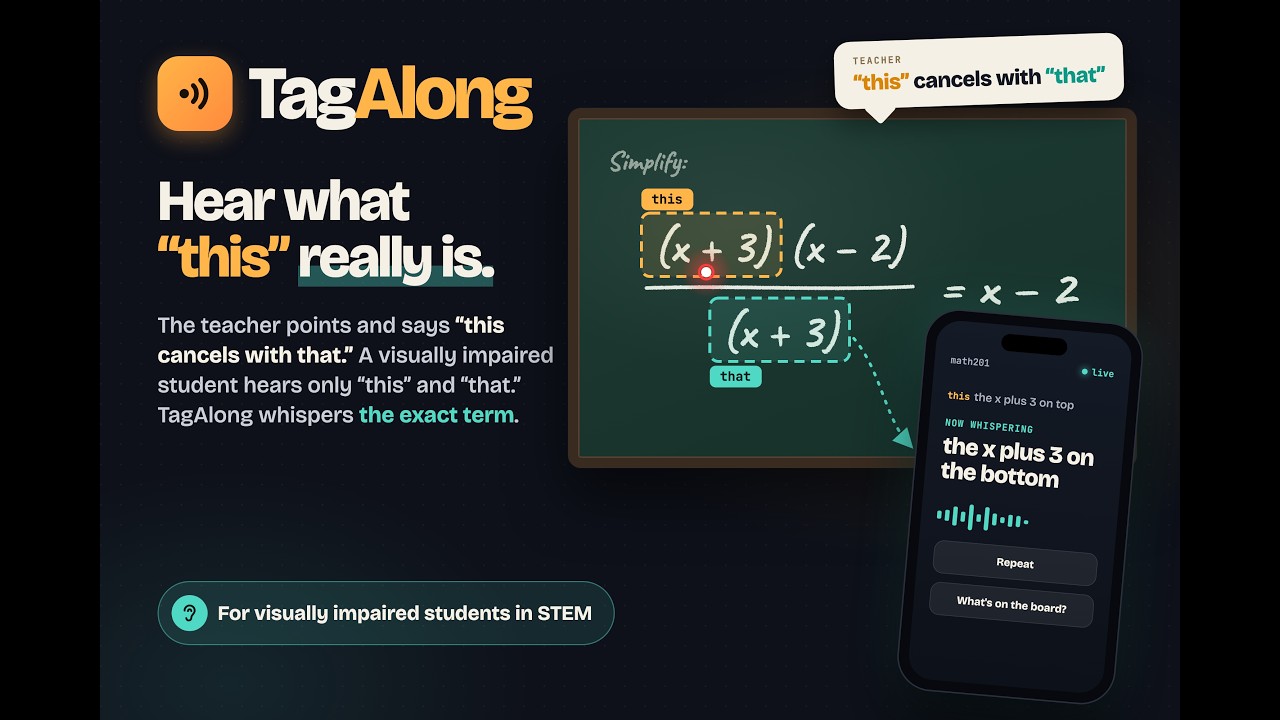 TagAlong
Hear what
“this” really is.
The teacher points and says “this
cancels with that.” A visually impaired
student hears only “this” and “that.”
TagAlong whispers the exact term.
For visually impaired students in STEM
TEACHER
“this” cancels with “that”
Simplify:
this
(x + 3) (x − 2)
(x + 3)
= x − 2
that
math201
live
this the x plus 3 on top
NOW WHISPERING
the x plus 3 on
the bottom
Repeat
What's on the board?